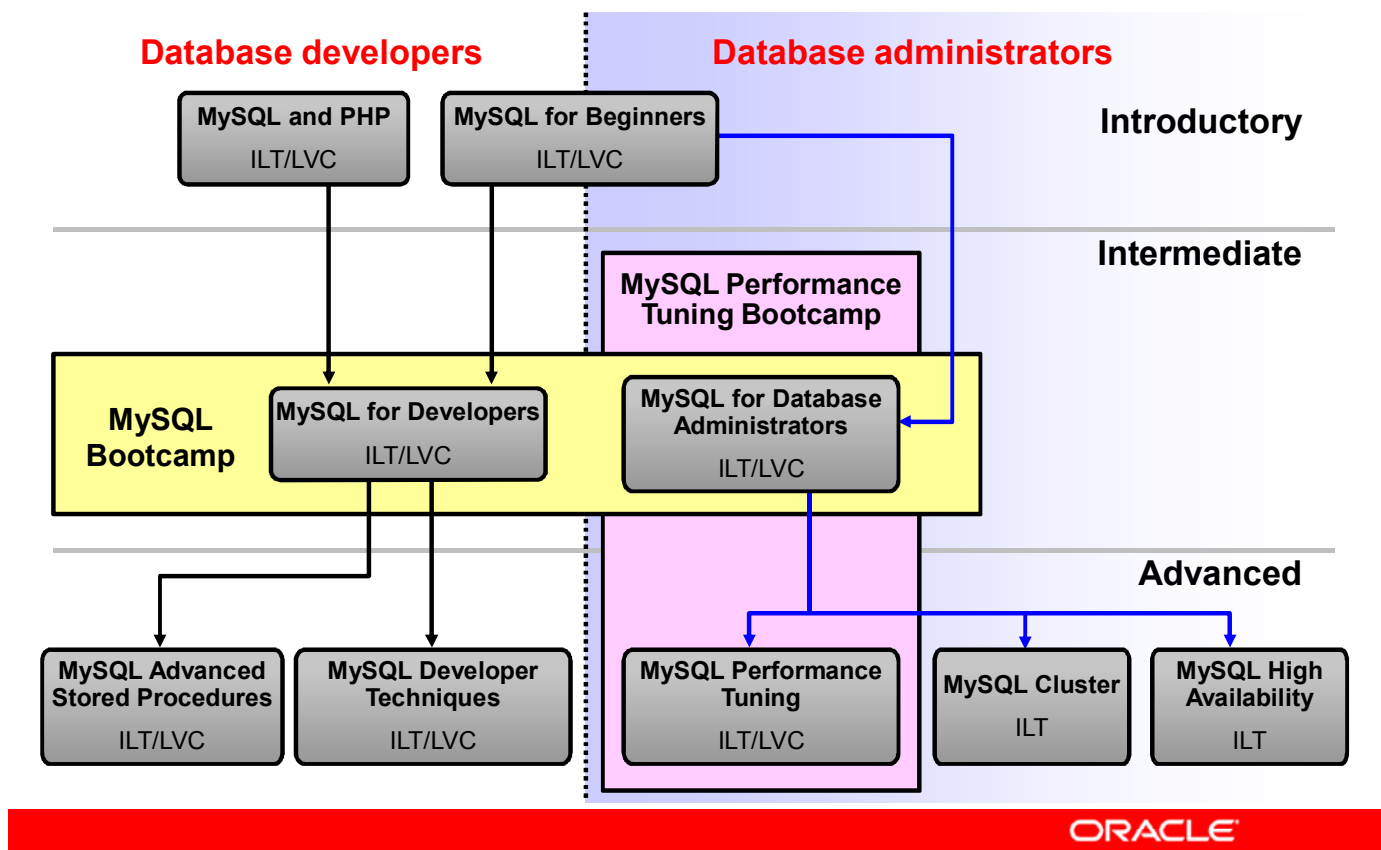 Database developers
Database administrators
MySQL and PHP
ILT/LVC
MySQL for Beginners
ILT/LVC
Introductory
Intermediate
MySQL Performance
Tuning Bootcamp
MySQL
Bootcamp
MySQL for Developers
ILT/LVC
MySQL for Database
Administrators
ILT/LVC
Advanced
MySQL Advanced
Stored Procedures
ILT/LVC
MySQL Developer
Techniques
ILT/LVC
MySQL Performance
Tuning
ILT/LVC
MySQL Cluster
ILT
MySQL High
Availability
ILT
ORACLE